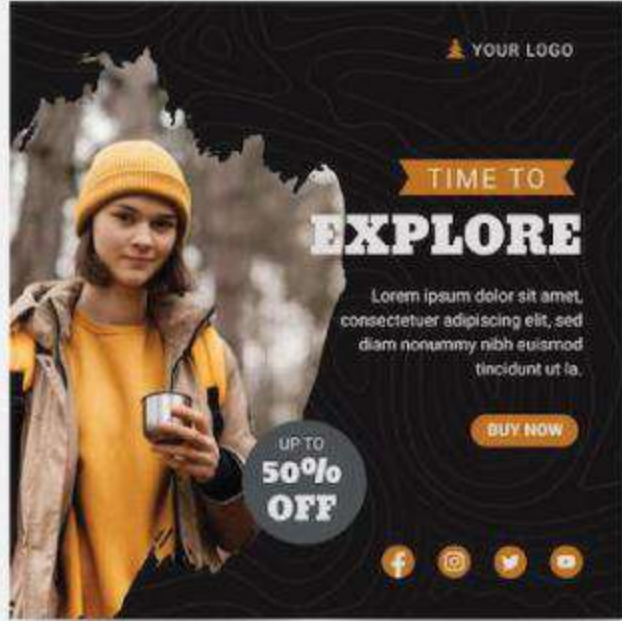 YOUR LOGO
TIME TO
EXPLORE
Lorem ipsum dolor sit amet,
consectetuer adipiscing elit, sed
diam nonummy nibh euismod
tincidunt ut la.
BUY NOW
UP TO
50%
OFF